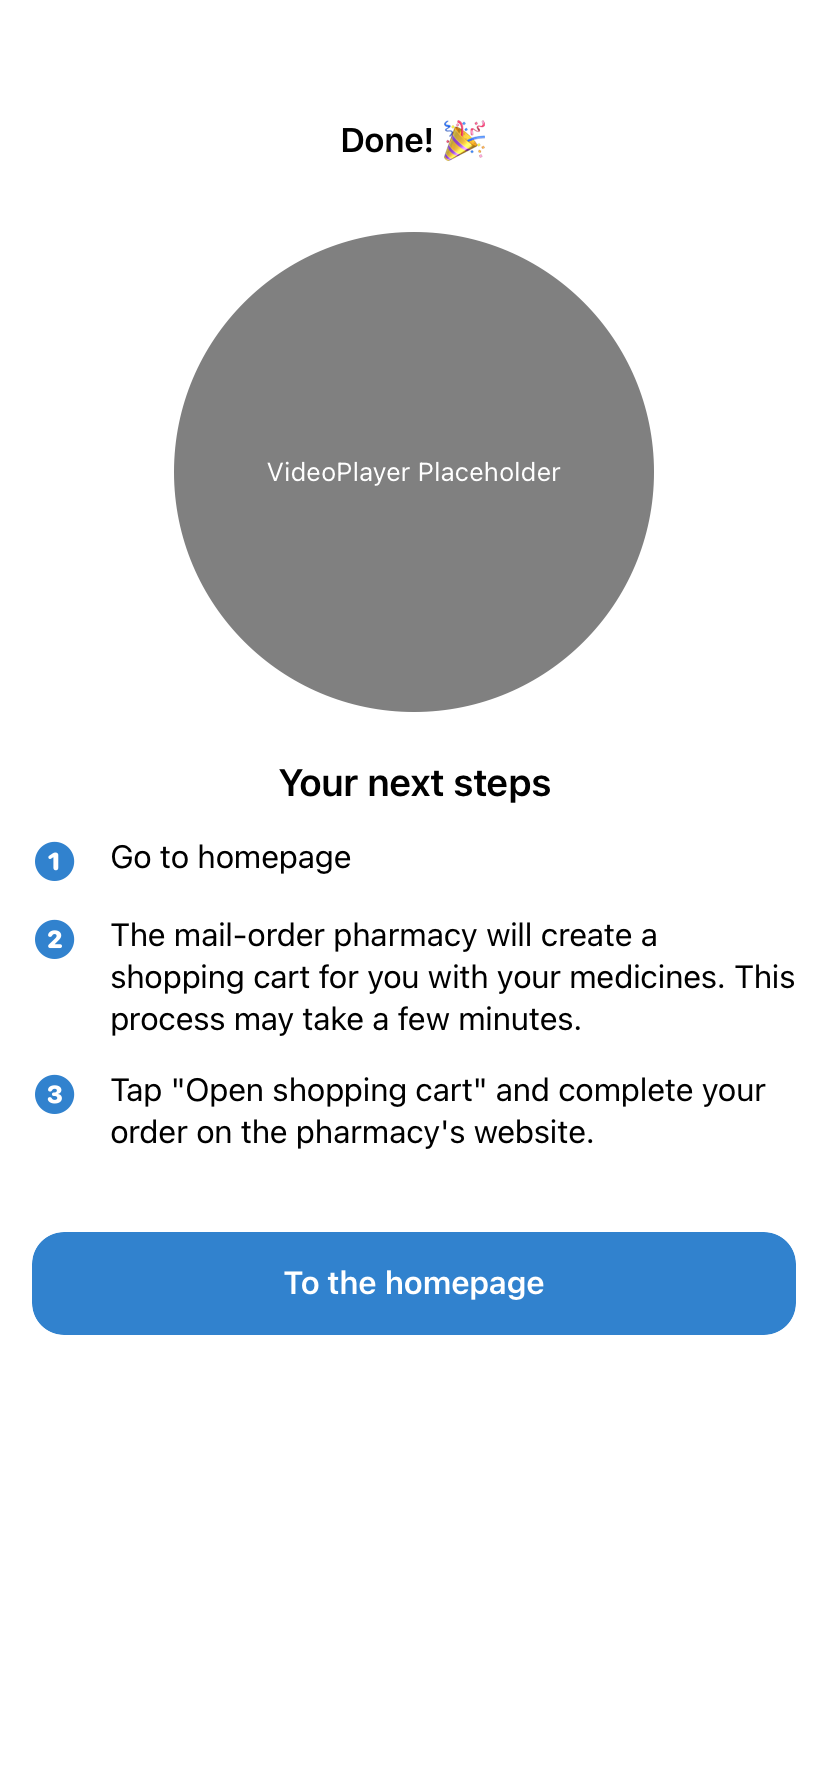 Done! 🎉
VideoPlayer Placeholder
Your next steps
1 Go to homepage
2 The mail-order pharmacy will create a
shopping cart for you with your medicines. This
process may take a few minutes.
3 Tap "Open shopping cart" and complete your
order on the pharmacy's website.
To the homepage